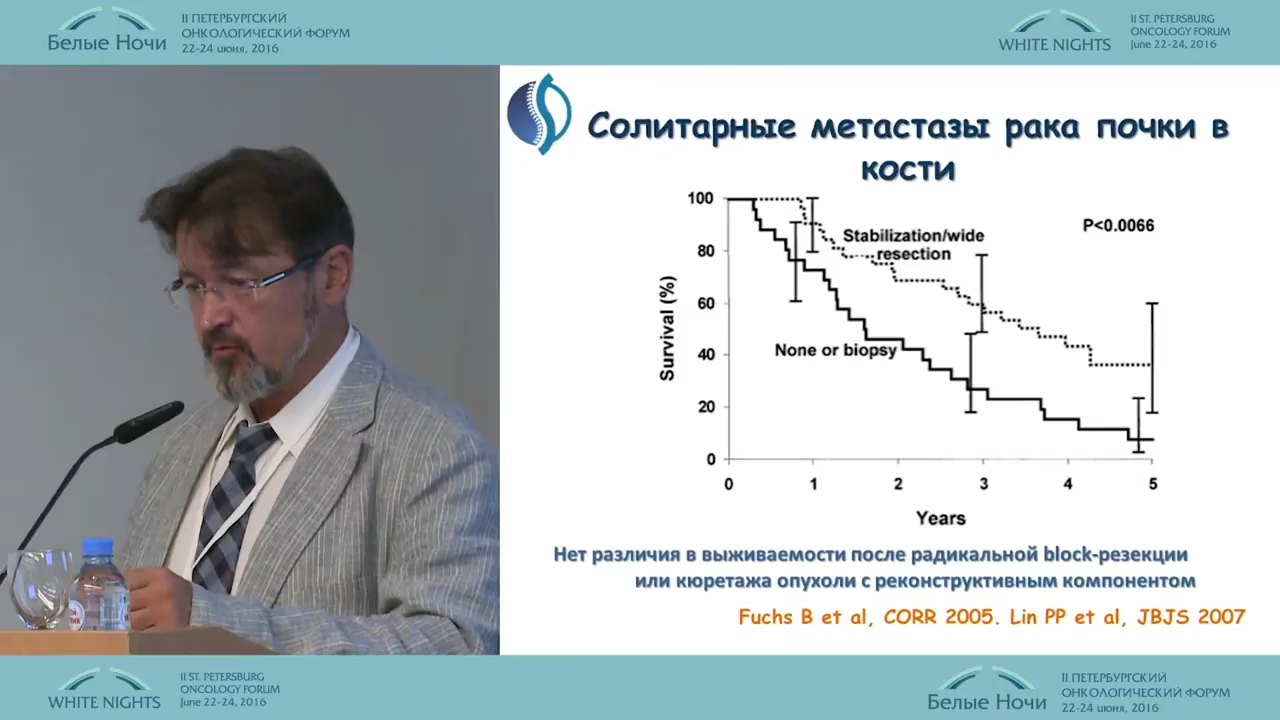 II ПЕТЕРБУРГСКИЙ
ОНКОЛОГИЧЕСКИЙ ФОРУМ
Белые Ночи
22-24 июня, 2016
II ST. PETERSBURG
ONCOLOGY FORUM
WHITE NIGHTS
June 22-24, 2016
Солитарные метастазы рака почки в
кости
100
80
60
40
20
0
Survival (%)
P<0.0066
Stabilization/wide
resection
None or biopsy
0 1 2 3 4 5
Years
Нет различия в выживаемости после радикальной block-резекции
или кюретажа опухоли с реконструктивным компонентом
Fuchs B et al, CORR 2005. Lin PP et al, JBJS 2007
II ST. PETERSBURG
ONCOLOGY FORUM
WHITE NIGHTS
June 22-24, 2016
II ПЕТЕРБУРГСКИЙ
ОНКОЛОГИЧЕСКИЙ ФОРУМ
Белые Ночи
22-24 июня, 2016